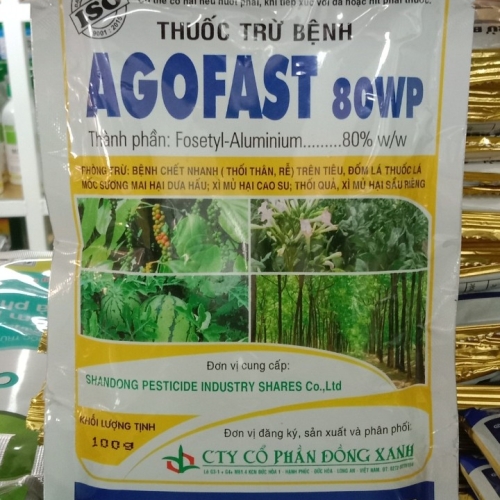 ISO
9001 : 2015
THUỐC TRỪ BỆNH
AGOFAST 80WP
Thành phần: Fosetyl-Aluminium.........80% w/w
PHÒNG TRỪ: BỆNH CHẾT NHANH ( THỐI THÂN, RỄ) TRÊN TIÊU, ĐỐM LÁ THUỐC LÁ
MỐC SƯƠNG MAI HẠI DƯA HẤU; XÌ MỦ HẠI CAO SU; THỐI QUẢ, XÌ MỦ HẠI SẦU RIÊNG
Đơn vị cung cấp:
SHANDONG PESTICIDE INDUSTRY SHARES Co.,Ltd
KHỐI LƯỢNG TỊNH
100g
Đơn vị đăng ký, sản xuất và phân phối:
CTY CỔ PHẦN ĐỒNG XANH